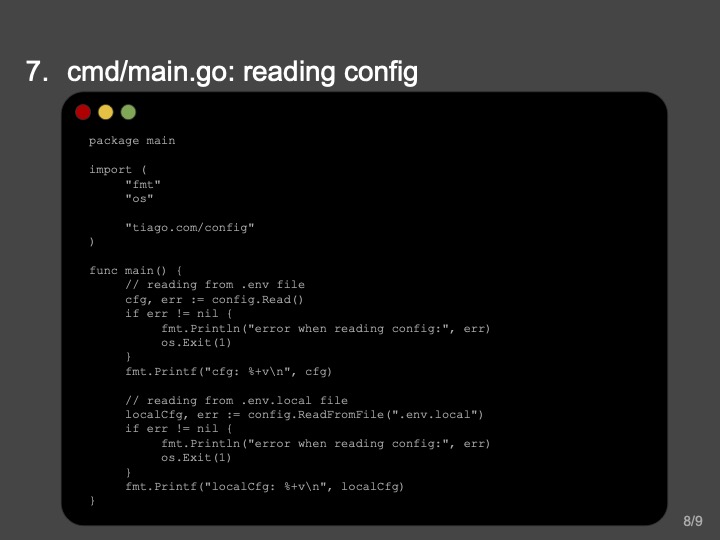 7. cmd/main.go: reading config
package main
import (
"fmt"
"os"
"tiago.com/config"
)
func main() {
// reading from .env file
cfg, err := config.Read()
if err != nil {
fmt.Println("error when reading config:", err)
os.Exit(1)
}
fmt.Printf("cfg: %+v\n", cfg)
// reading from .env.local file
localCfg, err := config.ReadFromFile(".env.local")
if err != nil {
fmt.Println("error when reading config:", err)
os.Exit(1)
}
fmt.Printf("localCfg: %+v\n", localCfg)
}
8/9